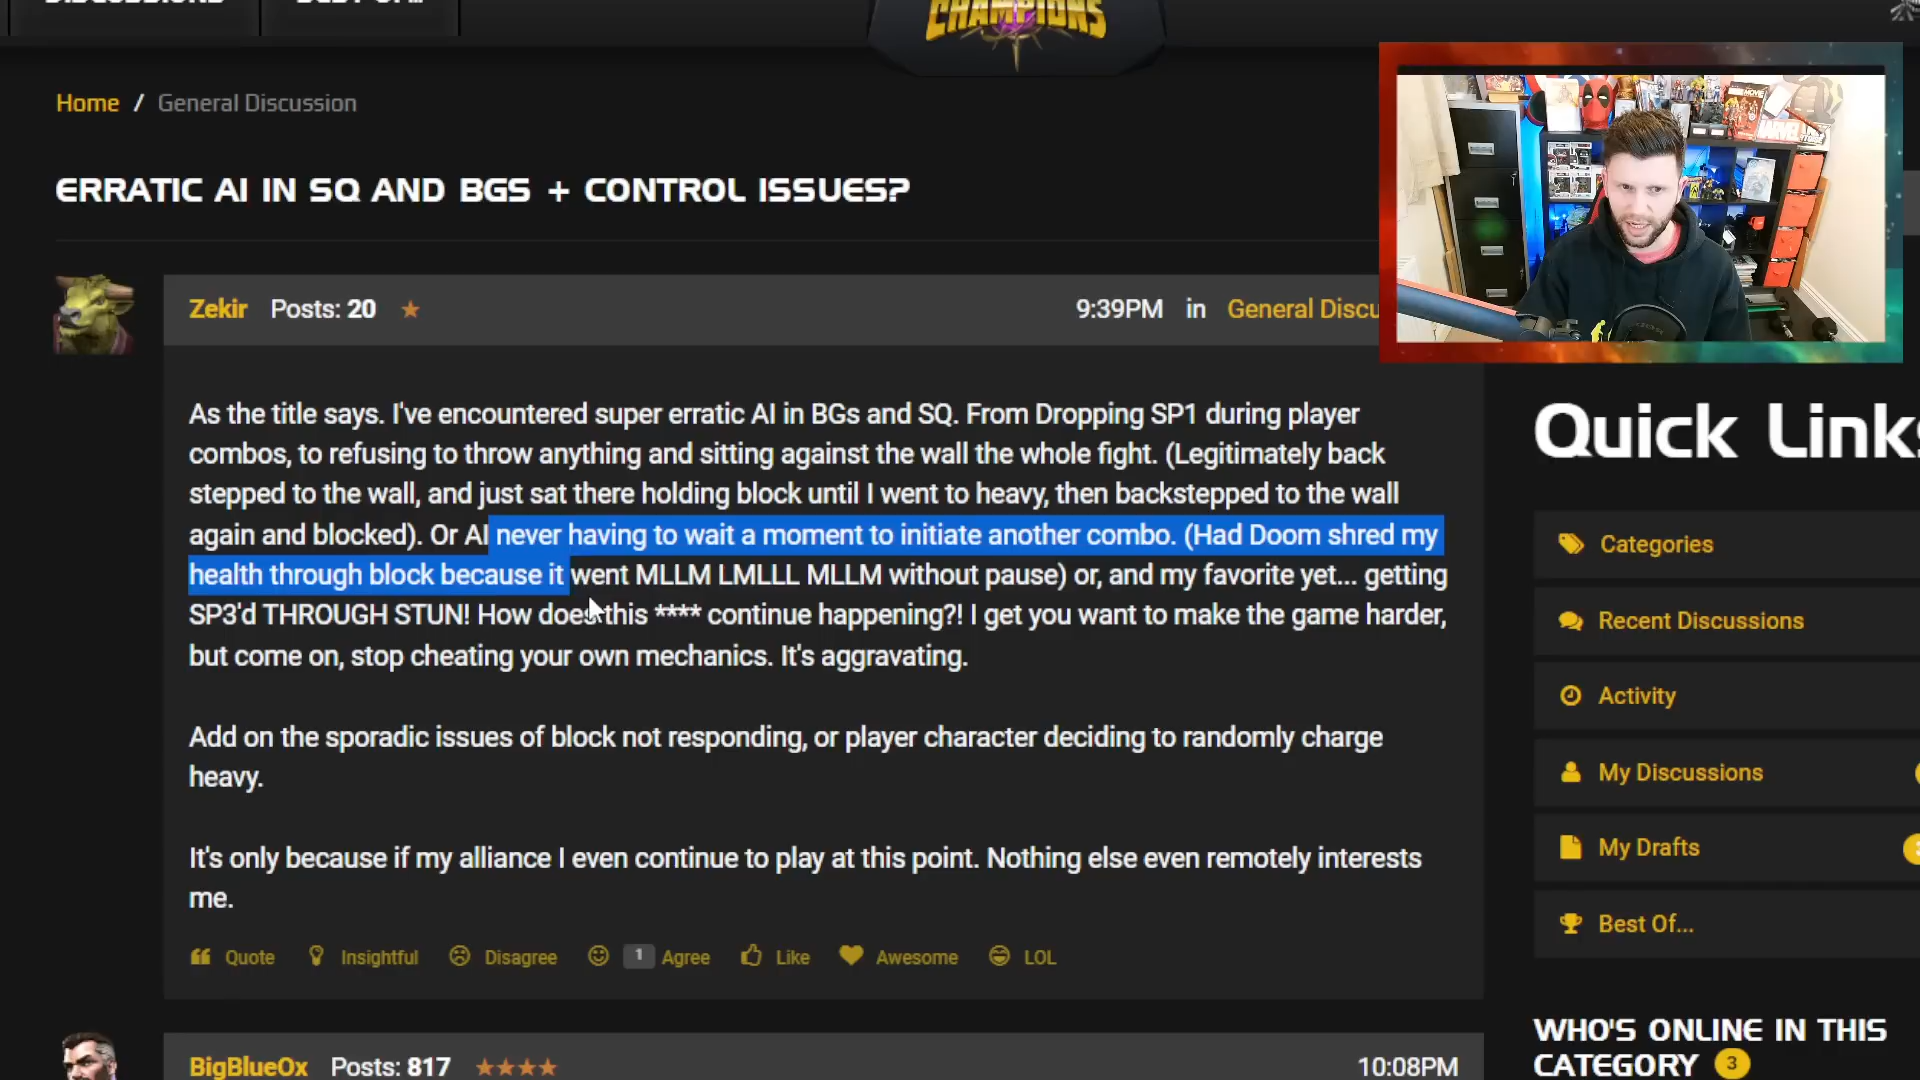 CHAMPIONS
Home / General Discussion
ERRATIC AI IN SQ AND BGS + CONTROL ISSUES?
Zekir Posts: 20 9:39PM in General Discu
As the title says. I've encountered super erratic AI in BGs and SQ. From Dropping SP1 during player
combos, to refusing to throw anything and sitting against the wall the whole fight. (Legitimately back
stepped to the wall, and just sat there holding block until I went to heavy, then backstepped to the wall
again and blocked). Or AI never having to wait a moment to initiate another combo. (Had Doom shred my
health through block because it went MLLM LMLLL MLLM without pause) or, and my favorite yet... getting
SP3'd THROUGH STUN! How does this **** continue happening?! I get you want to make the game harder,
but come on, stop cheating your own mechanics. It's aggravating.
Add on the sporadic issues of block not responding, or player character deciding to randomly charge
heavy.
It's only because if my alliance I even continue to play at this point. Nothing else even remotely interests
me.
Quote Insightful Disagree 1 Agree Like Awesome LOL
BigBlueOx Posts: 817 10:08PM
Quick Links
Categories
Recent Discussions
Activity
My Discussions
My Drafts
Best Of...
WHO'S ONLINE IN THIS
CATEGORY 3